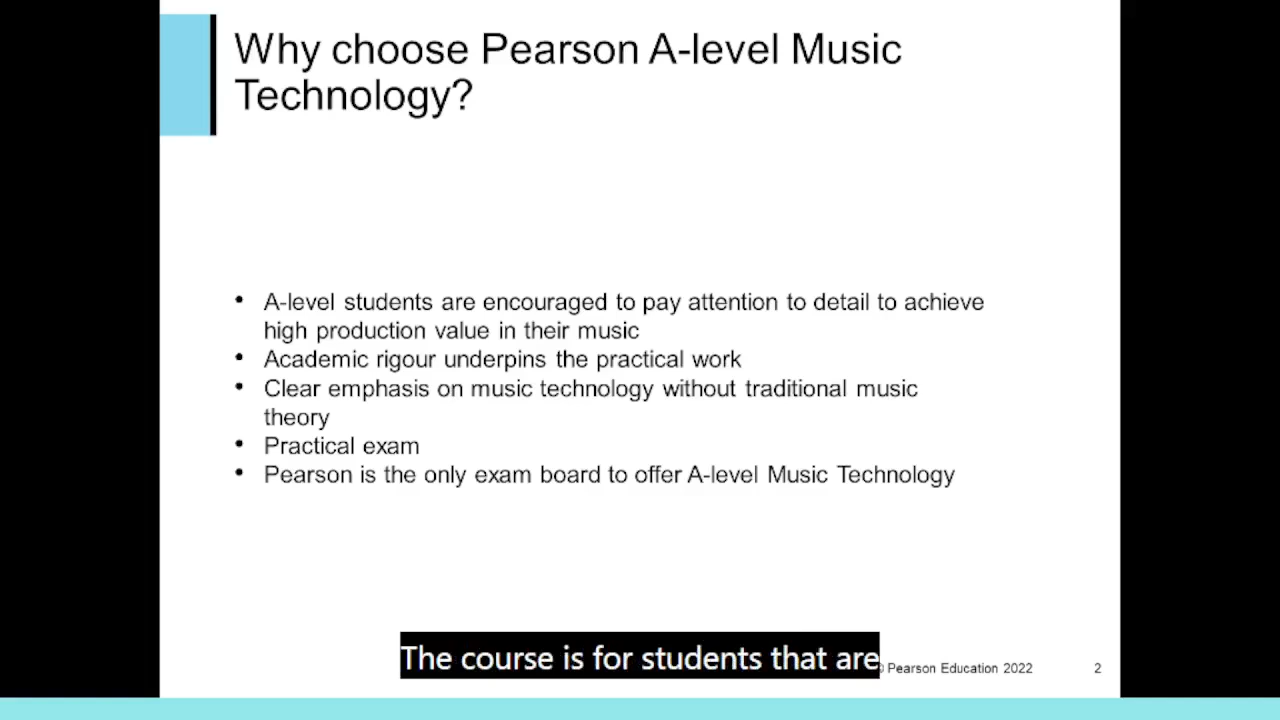 Why choose Pearson A-level Music
Technology?
• A-level students are encouraged to pay attention to detail to achieve
high production value in their music
• Academic rigour underpins the practical work
• Clear emphasis on music technology without traditional music
theory
• Practical exam
• Pearson is the only exam board to offer A-level Music Technology
The course is for students that are
© Pearson Education 2022
2